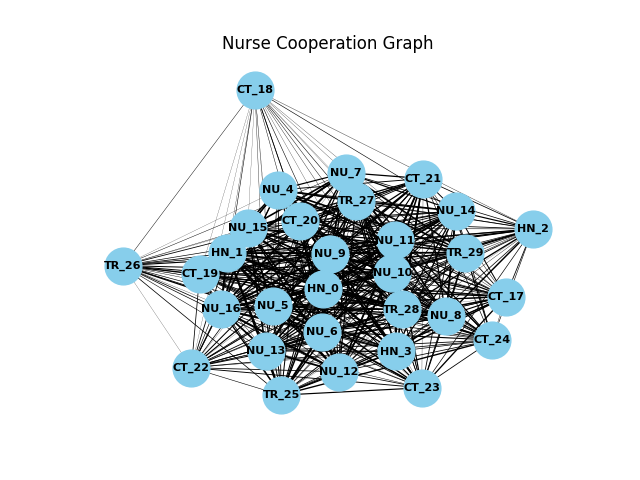 Nurse Cooperation Graph
CT_18
NU_7
CT_21
NU_4
TR_27
NU_14
CT_20
NU_15
HN_2
NU_11
HN_1
NU_9
TR_29
TR_26
CT_19
NU_10
HN_0
CT_17
NU_5
NU_16
TR_28
NU_8
NU_6
CT_24
NU_13
HN_3
CT_22
NU_12
CT_23
TR_25